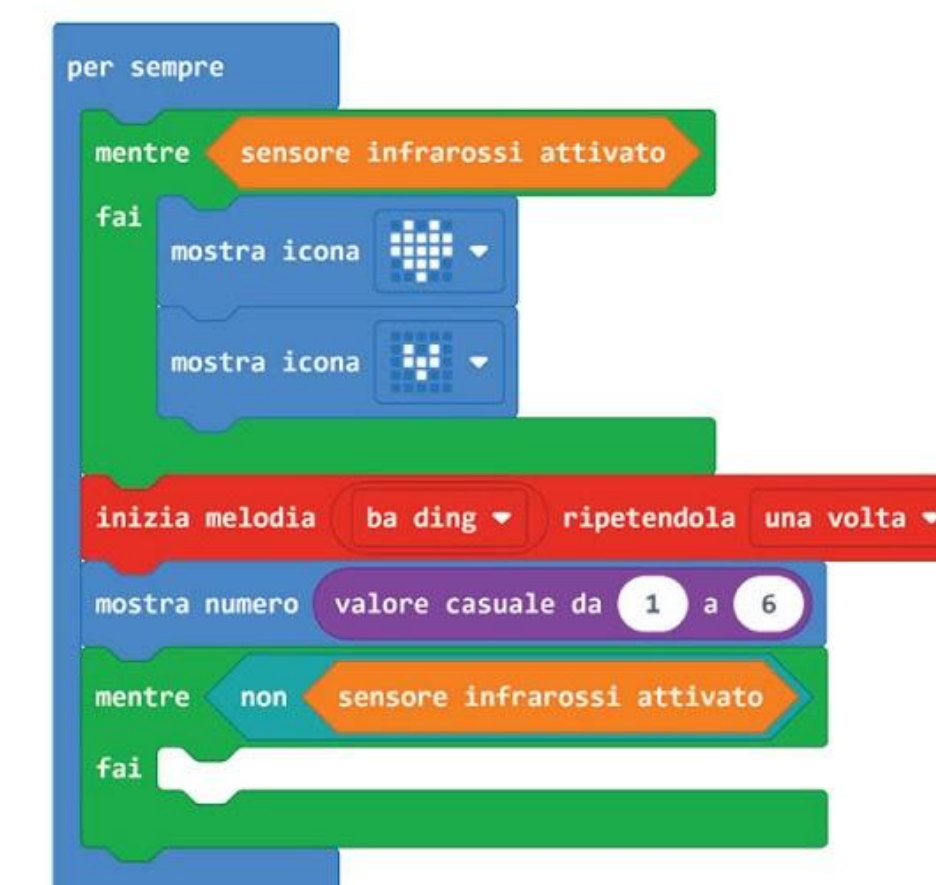 per sempre
mentre sensore infrarossi attivato
fai
mostra icona
mostra icona
inizia melodia ba ding ripetendola una volta
mostra numero valore casuale da 1 a 6
mentre non sensore infrarossi attivato
fai